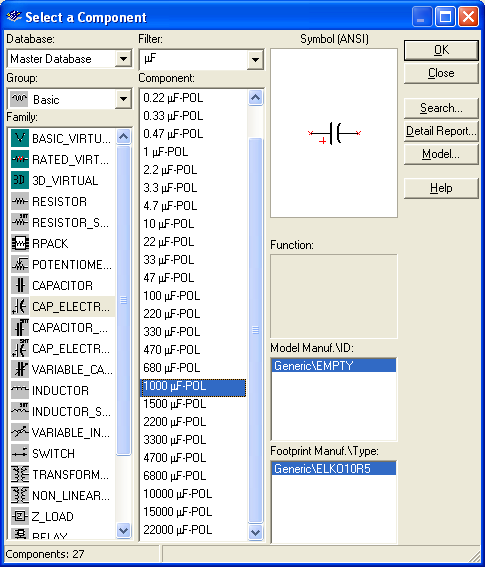 Select a Component
Database:
Master Database
Group:
Basic
Family:
BASIC_VIRTU...
RATED_VIRT...
3D_VIRTUAL
RESISTOR
RESISTOR_S...
RPACK
POTENTIOME...
CAPACITOR
CAP_ELECTR...
CAPACITOR_...
CAP_ELECTR...
VARIABLE_CA...
INDUCTOR
INDUCTOR_S...
VARIABLE_IN...
SWITCH
TRANSFORM...
NON_LINEAR...
Z_LOAD
RELAY
Filter:
µF
Component:
0.22 µF-POL
0.33 µF-POL
0.47 µF-POL
1 µF-POL
2.2 µF-POL
3.3 µF-POL
4.7 µF-POL
10 µF-POL
22 µF-POL
33 µF-POL
47 µF-POL
100 µF-POL
220 µF-POL
330 µF-POL
470 µF-POL
680 µF-POL
1000 µF-POL
1500 µF-POL
2200 µF-POL
3300 µF-POL
4700 µF-POL
6800 µF-POL
10000 µF-POL
15000 µF-POL
22000 µF-POL
Symbol (ANSI)
Function:
Model Manuf.\ID:
Generic\EMPTY
Footprint Manuf.\Type:
Generic\ELKO10R5
OK
Close
Search...
Detail Report...
Model...
Help
Components: 27